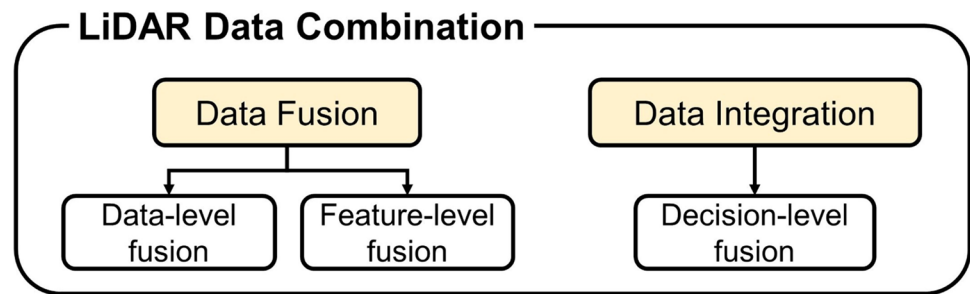 LiDAR Data Combination
Data Fusion
Data Integration
Data-level
fusion
Feature-level
fusion
Decision-level
fusion